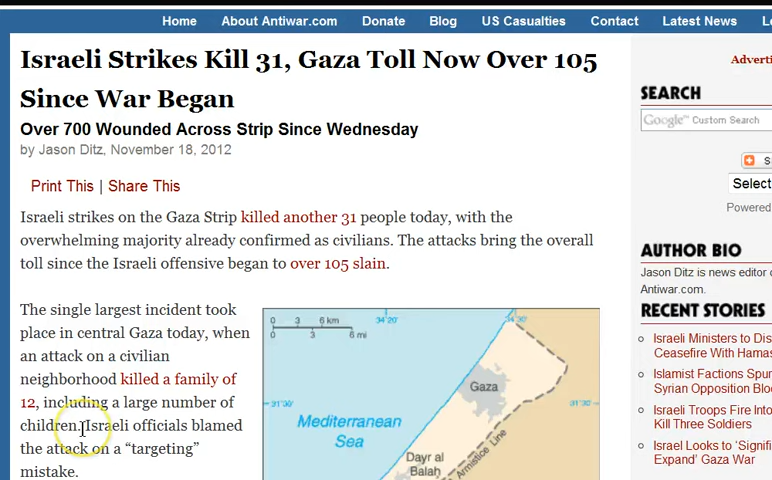 Home About Antiwar.com Donate Blog US Casualties Contact Latest News
Israeli Strikes Kill 31, Gaza Toll Now Over 105
Since War Began
Over 700 Wounded Across Strip Since Wednesday
by Jason Ditz, November 18, 2012
Print This | Share This
Israeli strikes on the Gaza Strip killed another 31 people today, with the
overwhelming majority already confirmed as civilians. The attacks bring the overall
toll since the Israeli offensive began to over 105 slain.
The single largest incident took
place in central Gaza today, when
an attack on a civilian
neighborhood killed a family of
12, including a large number of
children. Israeli officials blamed
the attack on a “targeting”
mistake.
0 3 6 km
0 3 6 mi
34°20'
34°30'
31°30'
31°30'
Gaza
Mediterranean
Sea
Dayr al
Balah
Armistice Line
SEARCH
Google™ Custom Search
S
Select
Powered
AUTHOR BIO
Jason Ditz is news editor
Antiwar.com.
RECENT STORIES
Israeli Ministers to
Ceasefire With Hamas
Islamist Factions
Syrian Opposition
Israeli Troops Fire Into
Kill Three Soldiers
Israel Looks to
Expand' Gaza War